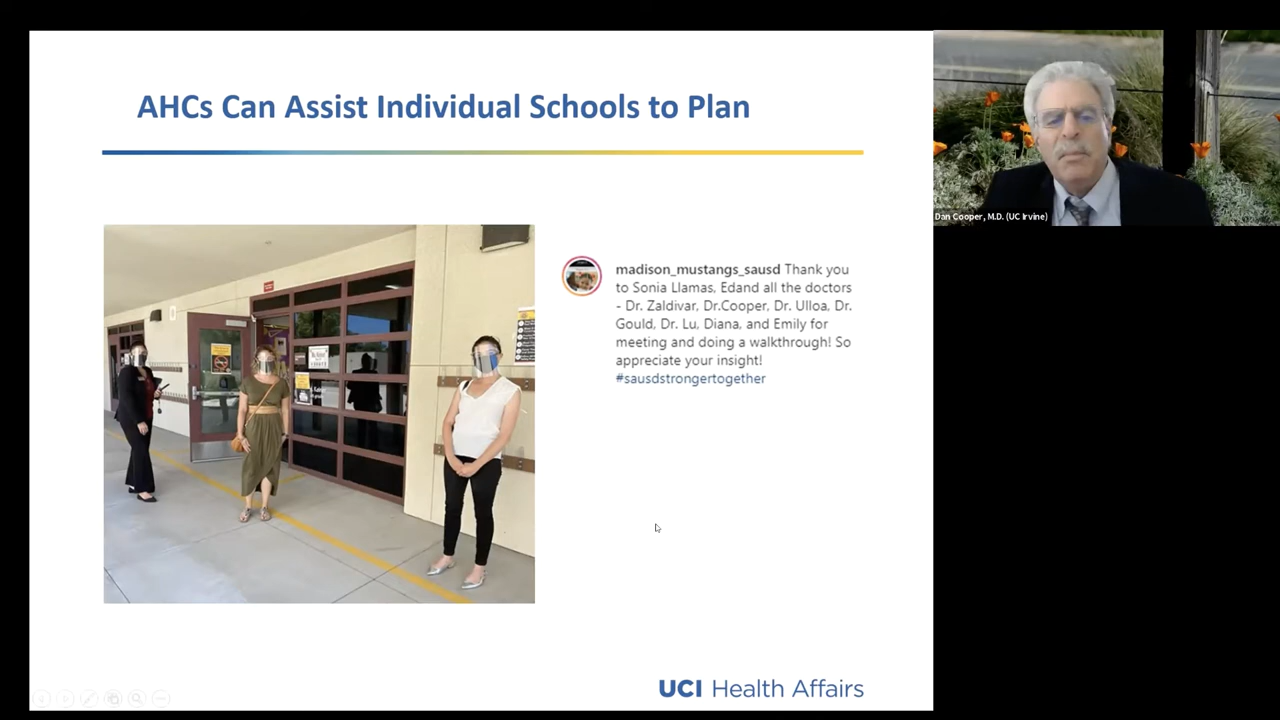 AHCs Can Assist Individual Schools to Plan
madison_mustangs_sausd Thank you
to Sonia Llamas, Edand all the doctors
- Dr. Zaldivar, Dr.Cooper, Dr. Ulloa, Dr.
Gould, Dr. Lu, Diana, and Emily for
meeting and doing a walkthrough! So
appreciate your insight!
#sausdstrongertogether
Dan Cooper, M.D. (UC Irvine)
UCI Health Affairs